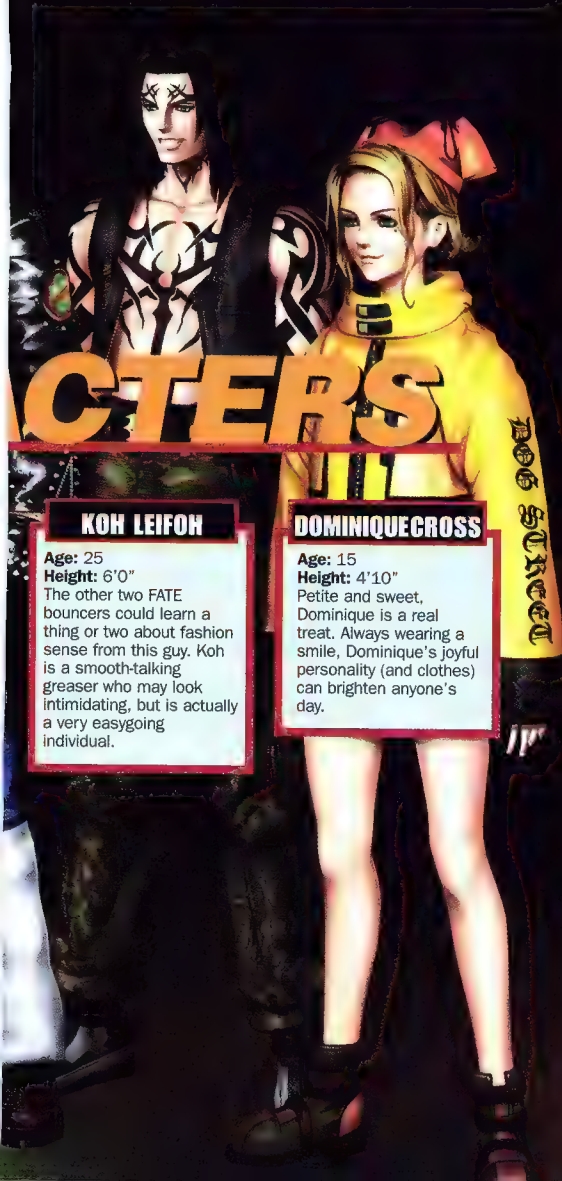 CTERS
KOH LEIFOH
Age: 25
Height: 6'0"
The other two FATE
bouncers could learn a
thing or two about fashion
sense from this guy. Koh
is a smooth-talking
greaser who may look
intimidating, but is actually
a very easygoing
individual.
DOMINIQUECROSS
Age: 15
Height: 4'10"
Petite and sweet,
Dominique is a real
treat. Always wearing a
smile, Dominique's joyful
personality (and clothes)
can brighten anyone's
day.
DOG STREET